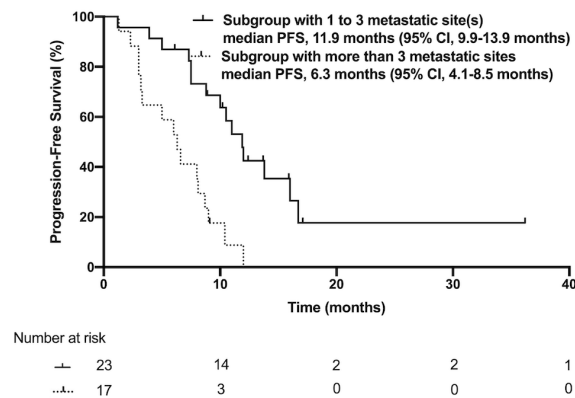 Subgroup with 1 to 3 metastatic site(s)
median PFS, 11.9 months (95% CI, 9.9-13.9 months)
Subgroup with more than 3 metastatic sites
median PFS, 6.3 months (95% CI, 4.1-8.5 months)
Progression-Free Survival (%)
100
80
60
40
20
0
0 10 20 30 40
Time (months)
Number at risk
23 14 2 2 1
17 3 0 0 0